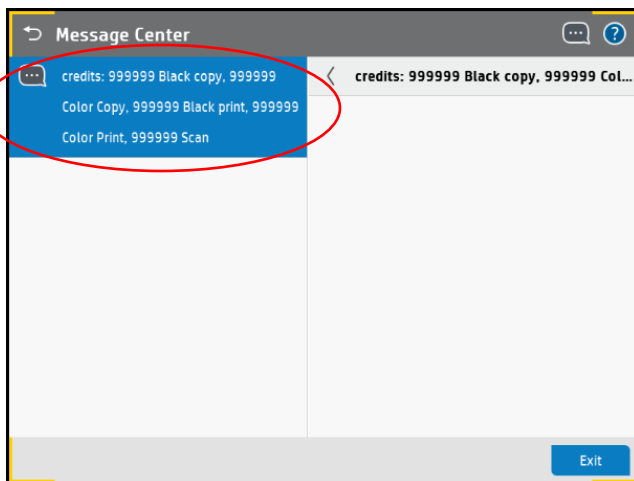 Message Center
credits: 999999 Black copy, 999999
Color Copy, 999999 Black print, 999999
Color Print, 999999 Scan
credits: 999999 Black copy, 999999 Col...
Exit